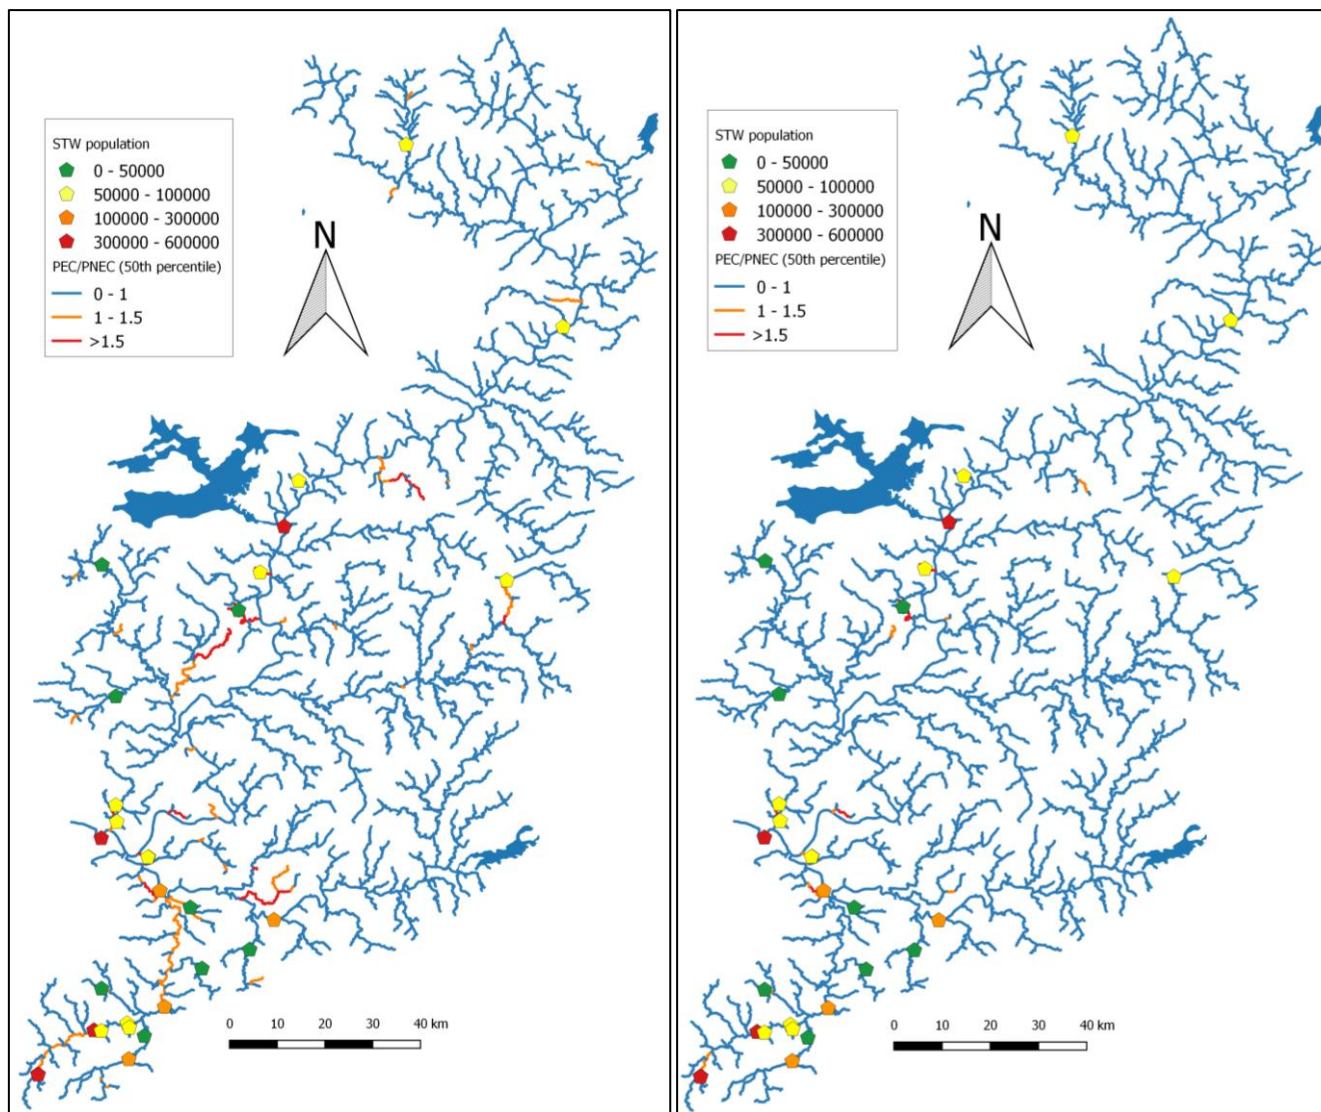 STW population
0 - 50000
50000 - 100000
100000 - 300000
300000 - 600000
PEC/PNEC (50th percentile)
0 - 1
1 - 1.5
>1.5
N
0 10 20 30 40 km
STW population
0 - 50000
50000 - 100000
100000 - 300000
300000 - 600000
PEC/PNEC (50th percentile)
0 - 1
1 - 1.5
>1.5
N
0 10 20 30 40 km